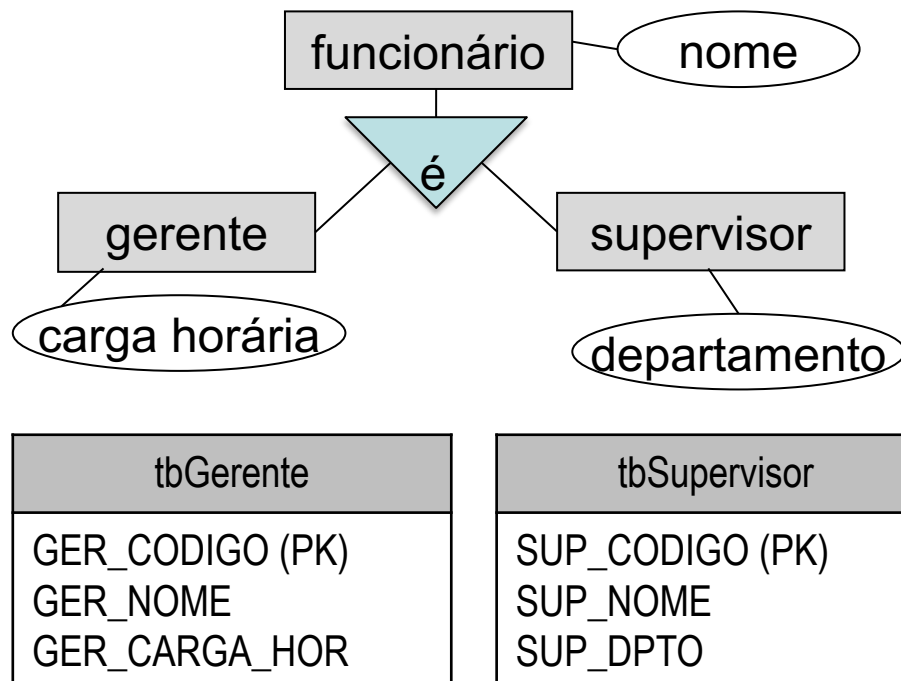 funcionário
nome
é
gerente
supervisor
carga horária
departamento
tbGerente
GER_CODIGO (PK)
GER_NOME
GER_CARGA_HOR
tbSupervisor
SUP_CODIGO (PK)
SUP_NOME
SUP_DPTO